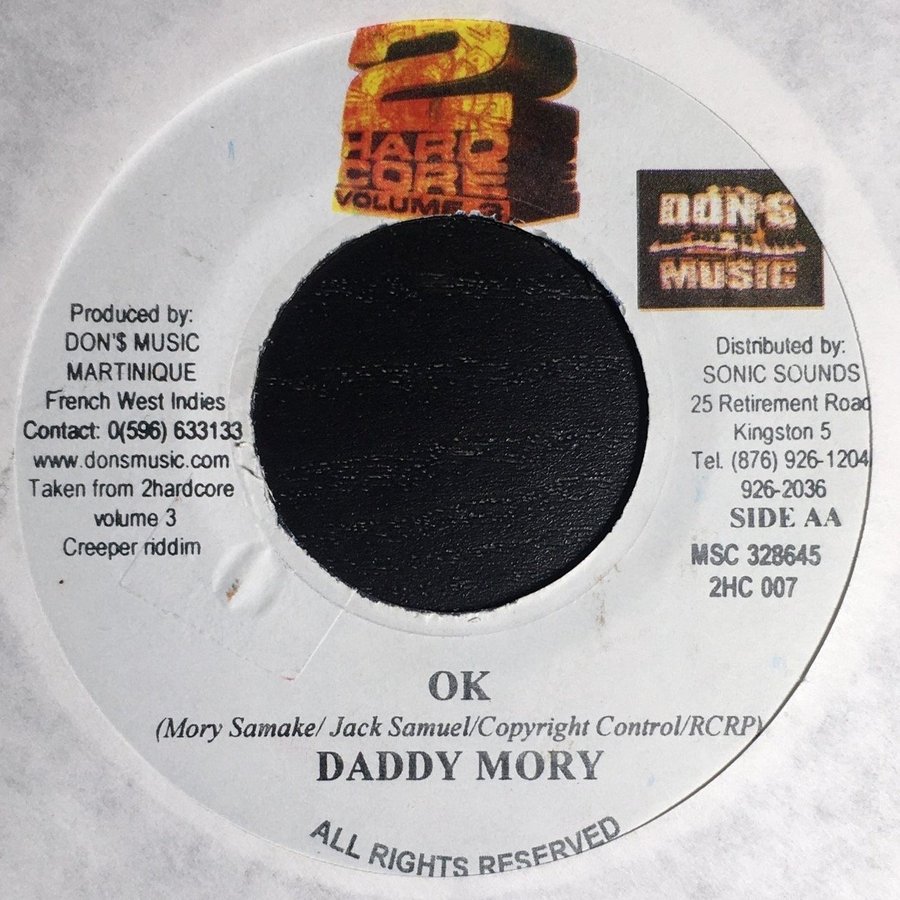 2
HARD
CORE
VOLUME 3
DON'S
MUSIC
Produced by:
DON'$ MUSIC
MARTINIQUE
French West Indies
Contact: 0(596) 633133
www.donsmusic.com
Taken from 2hardcore
volume 3
Creeper riddim
Distributed by:
SONIC SOUNDS
25 Retirement Road
Kingston 5
Tel. (876) 926-1204
926-2036
SIDE AA
MSC 328645
2HC 007
OK
(Mory Samake/ Jack Samuel/Copyright Control/RCRP)
DADDY MORY
ALL RIGHTS RESERVED